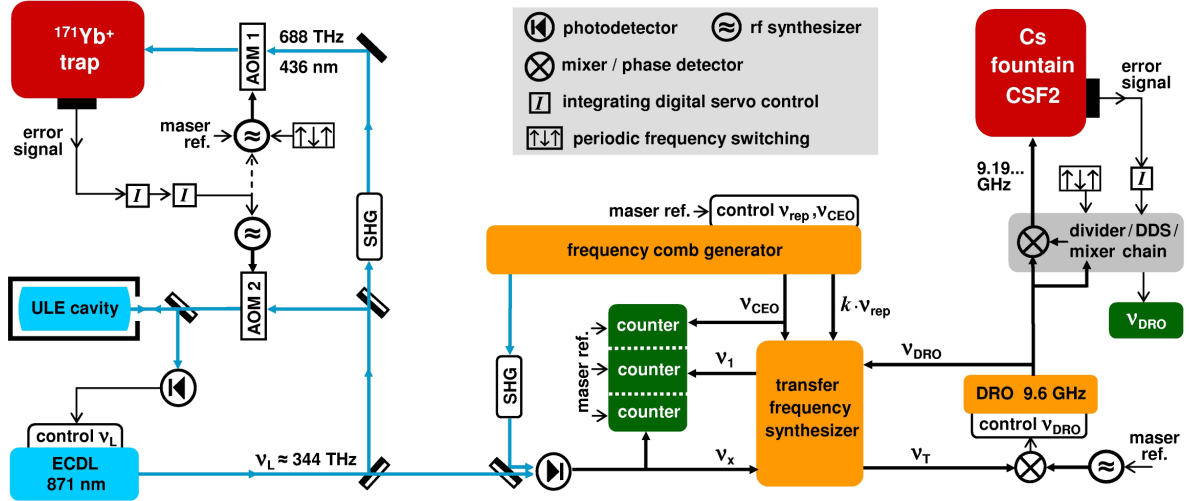 ¹⁷¹Yb⁺
trap
AOM 1
688 THz
436 nm
maser
ref.
error
signal
I
I
SHG
ULE cavity
AOM 2
control νL
ECDL
871 nm
νL ≈ 344 THz
photodetector
rf synthesizer
mixer / phase detector
I
integrating digital servo control
periodic frequency switching
maser ref.
control νrep, νCEO
frequency comb generator
SHG
maser ref.
counter
counter
counter
νCEO
k·νrep
ν1
νx
transfer
frequency
synthesizer
νDRO
νT
Cs
fountain
CSF2
error
signal
9.19...
GHz
I
divider / DDS /
mixer chain
νDRO
DRO 9.6 GHz
control νDRO
maser
ref.